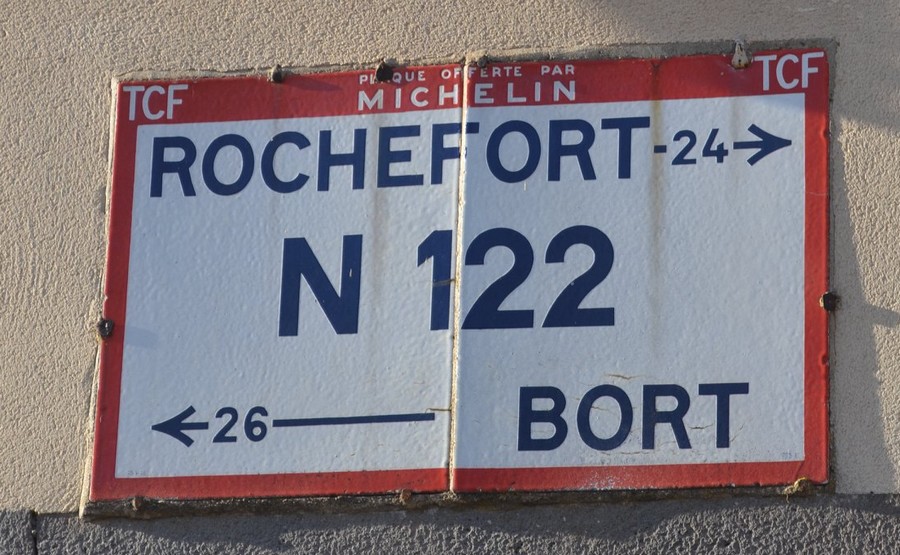 TCF PLAQUE OFFERTE PAR TCF
MICHELIN
ROCHEFORT-24→
N 122
←26— BORT